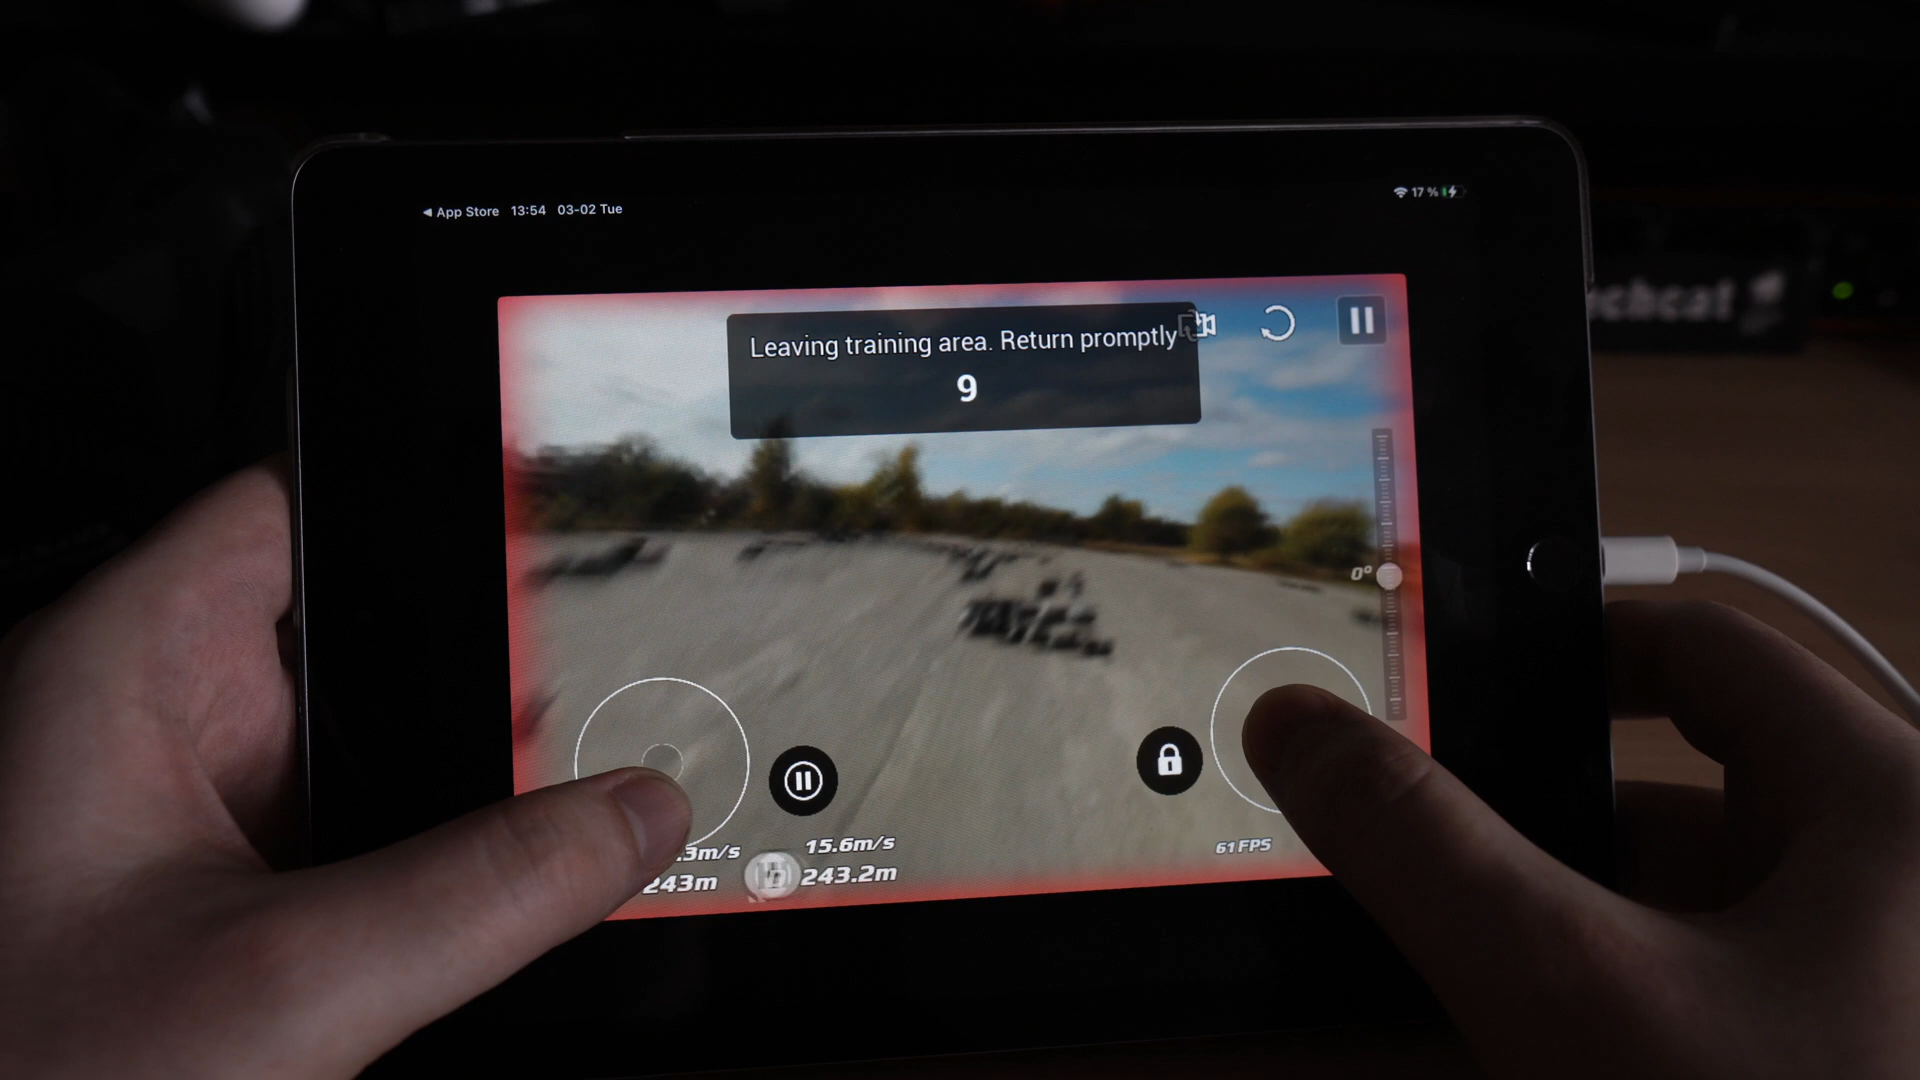 ◀ App Store 13:54 03-02 Tue
17 %
Leaving training area. Return promptly
9
0°
.3m/s
15.6m/s
243m
243.2m
61 FPS